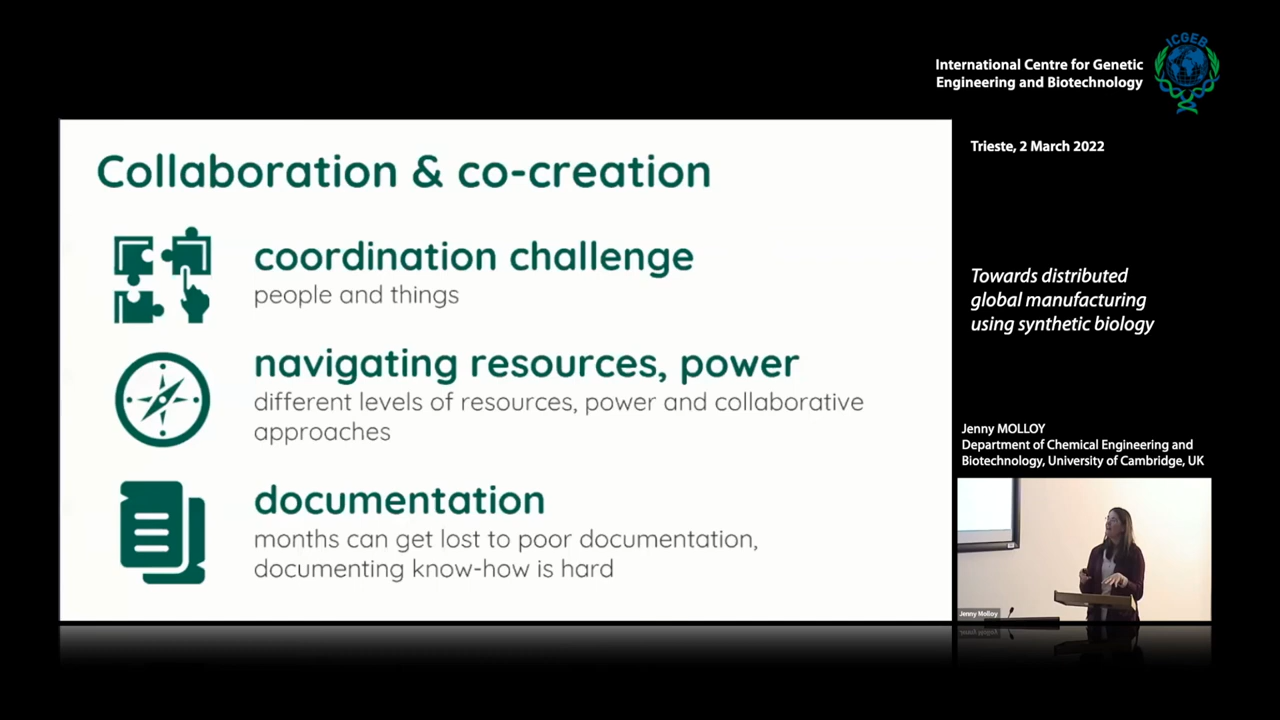 ICGEB
International Centre for Genetic
Engineering and Biotechnology
Trieste, 2 March 2022
Collaboration & co-creation
coordination challenge
people and things
navigating resources, power
different levels of resources, power and collaborative
approaches
documentation
months can get lost to poor documentation,
documenting know-how is hard
Towards distributed
global manufacturing
using synthetic biology
Jenny MOLLOY
Department of Chemical Engineering and
Biotechnology, University of Cambridge, UK
Jenny Molloy